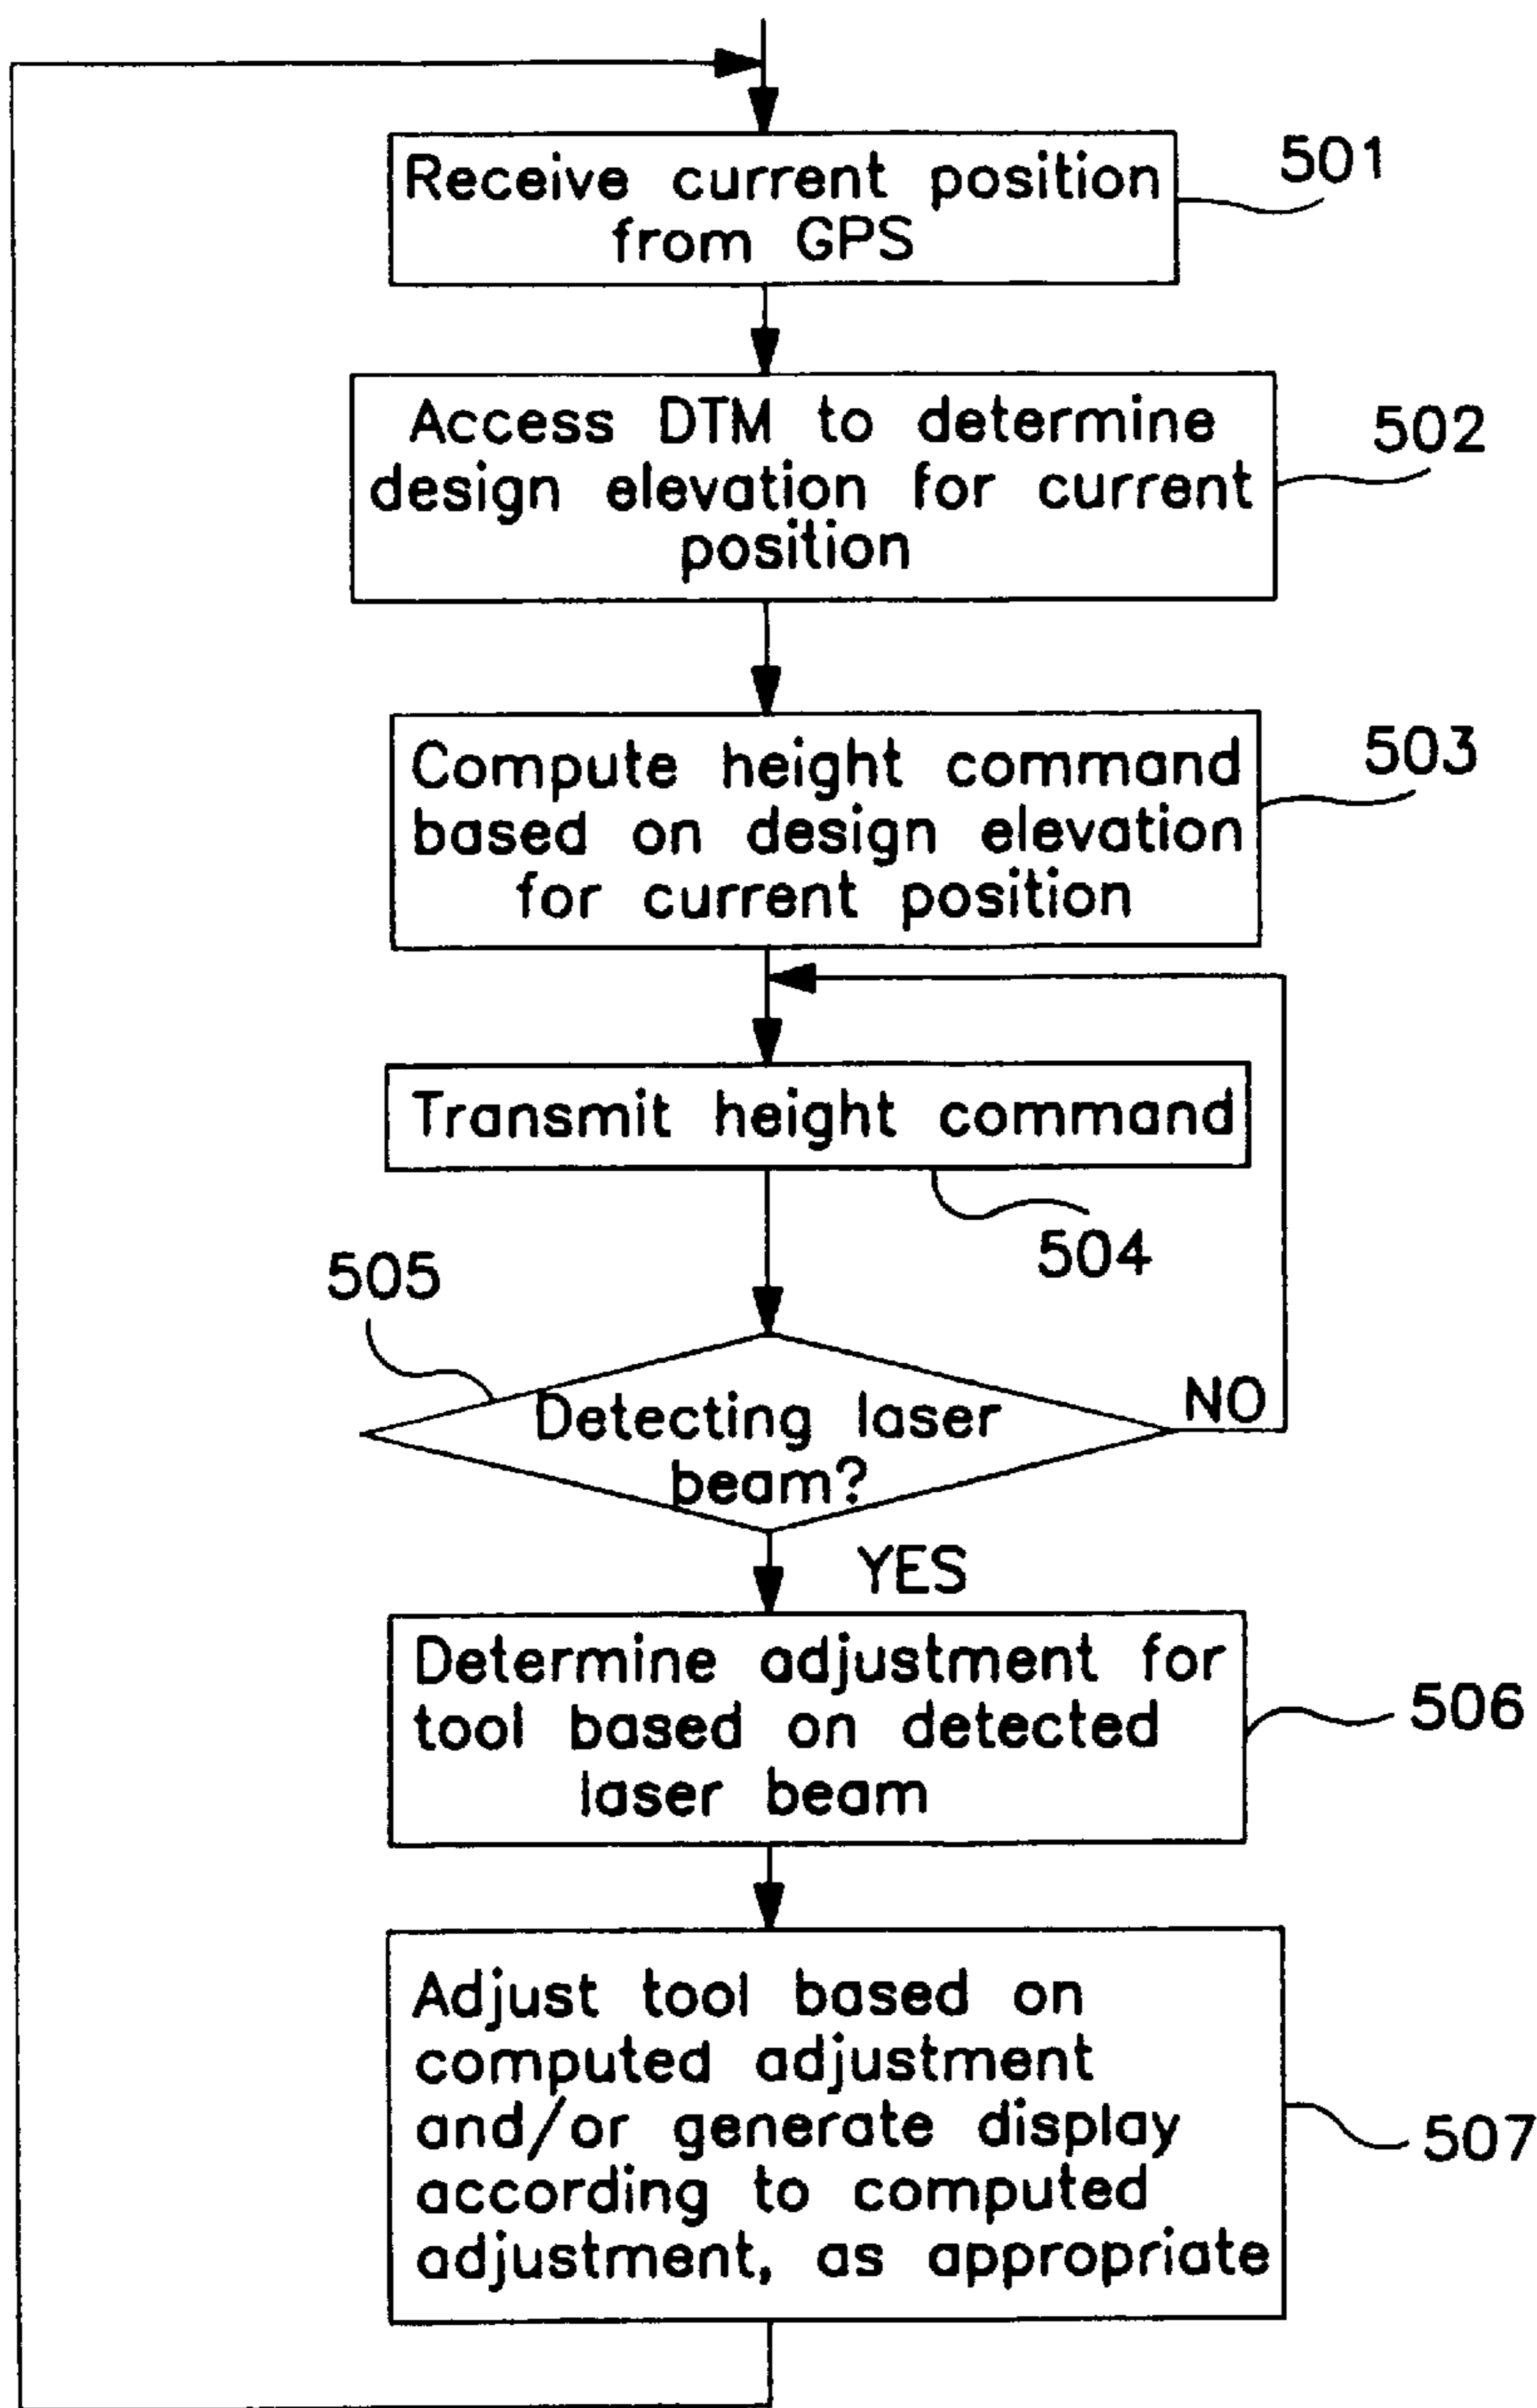 Receive current position
from GPS
501
Access DTM to determine
design elevation for current
position
502
Compute height command
based on design elevation
for current position
503
Transmit height command
504
505
Detecting laser
beam?
NO
YES
Determine adjustment for
tool based on detected
laser beam
506
Adjust tool based on
computed adjustment
and/or generate display
according to computed
adjustment, as appropriate
507